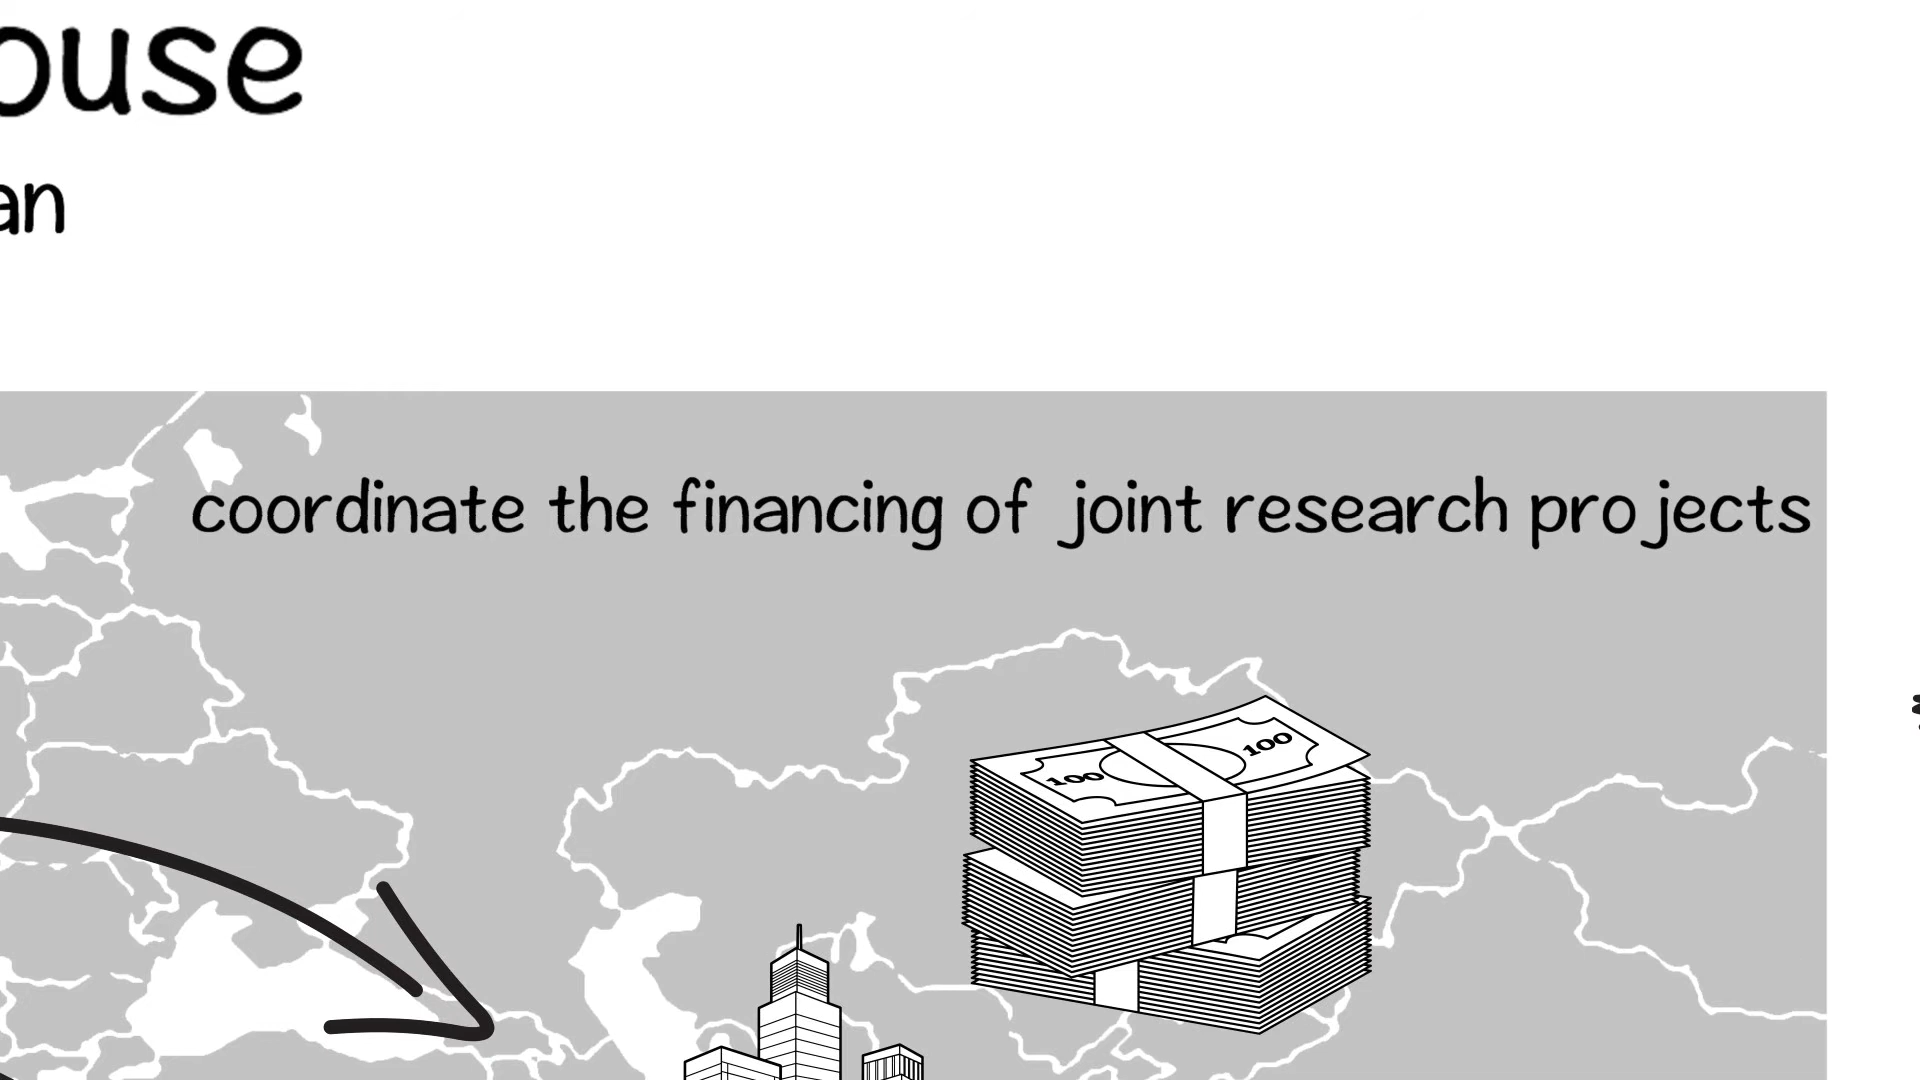 ouse
an
coordinate the financing of joint research projects
100
100